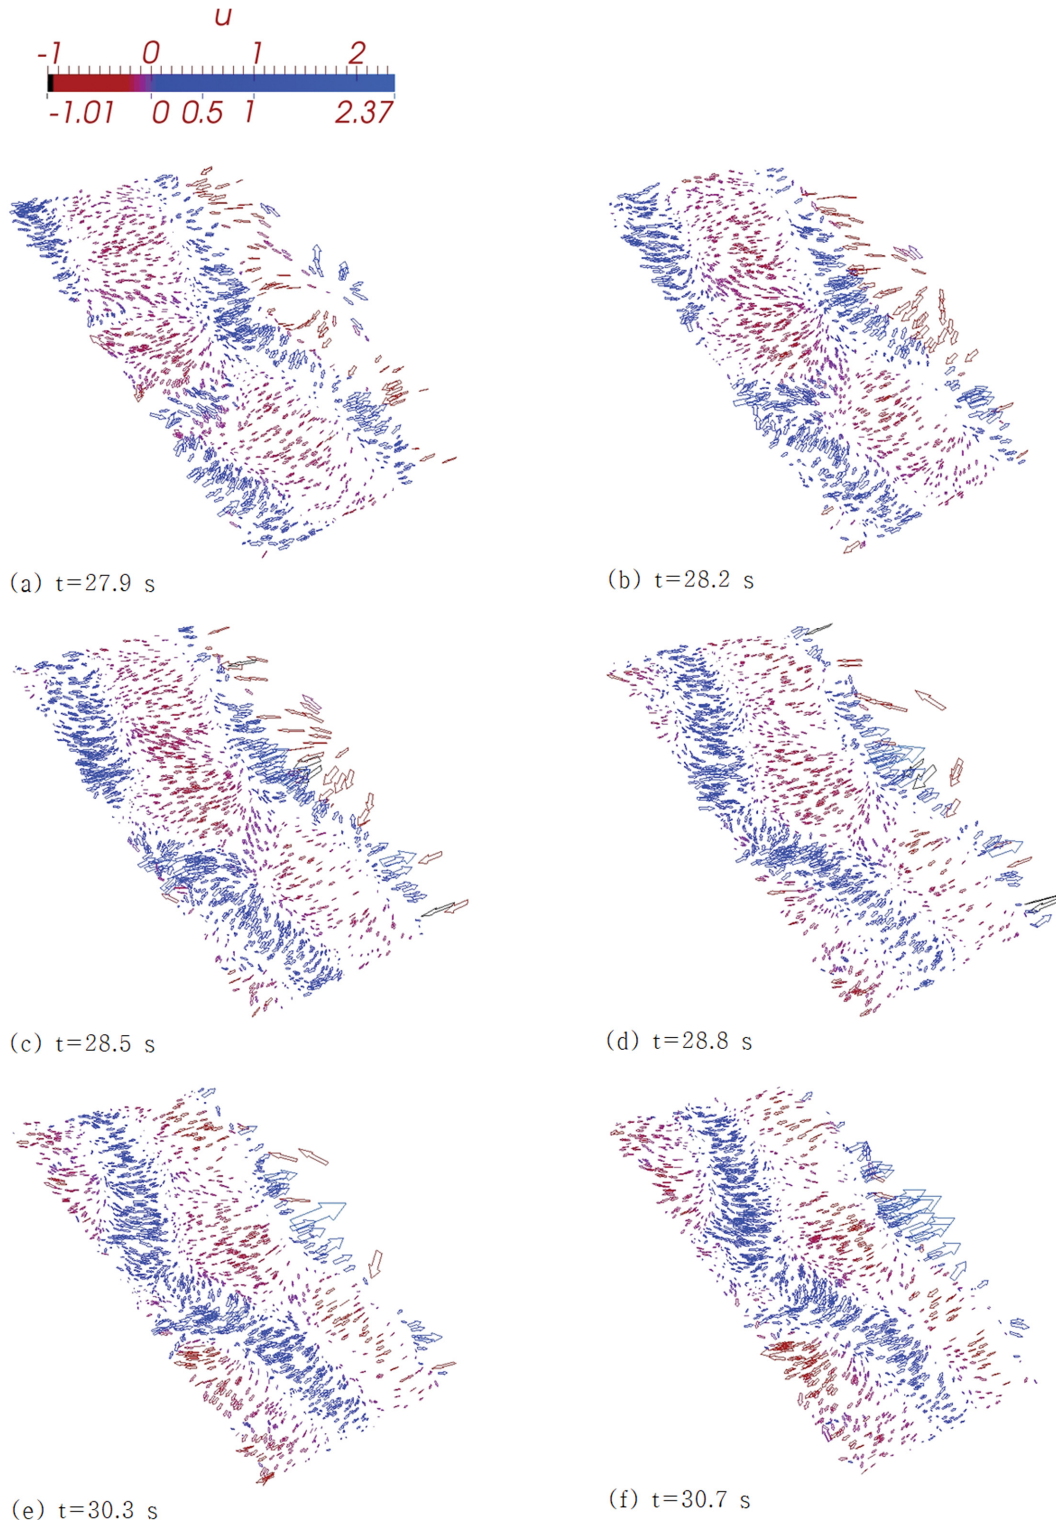 u
-1 0 1 2
-1.01 0 0.5 1 2.37
(a) t=27.9 s
(b) t=28.2 s
(c) t=28.5 s
(d) t=28.8 s
(e) t=30.3 s
(f) t=30.7 s